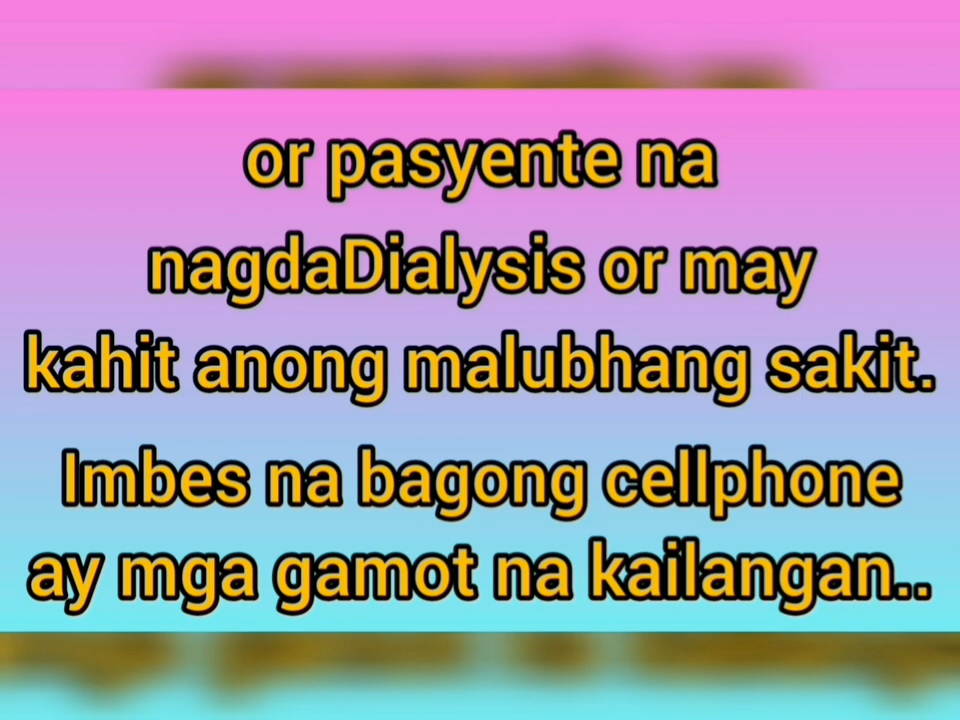 or pasyente na
nagdaDialysis or may
kahit anong malubhang sakit.
Imbes na bagong cellphone
ay mga gamot na kailangan..